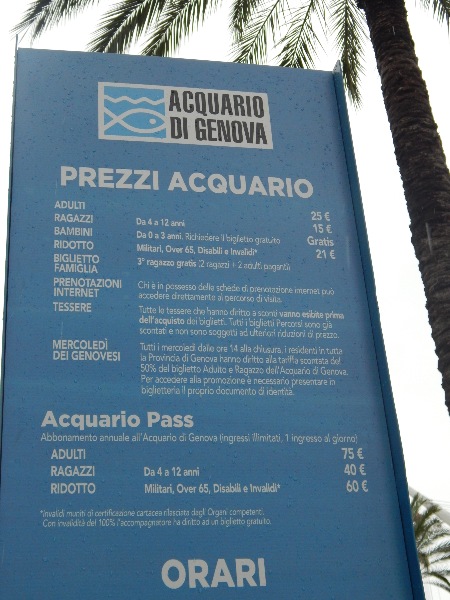 ACQUARIO
DI GENOVA
PREZZI ACQUARIO
ADULTI 25 €
RAGAZZI Da 4 a 12 anni 15 €
BAMBINI Da 0 a 3 anni. Richiedere il biglietto gratuito Gratis
RIDOTTO Militari, Over 65, Disabili e Invalidi* 21 €
BIGLIETTO FAMIGLIA 3° ragazzo gratis (2 ragazzi + 2 adulti paganti)
PRENOTAZIONI INTERNET Chi è in possesso delle schede di prenotazione internet può
accedere direttamente al percorso di visita.
TESSERE Tutte le tessere che hanno diritto a sconti vanno esibite prima
dell'acquisto dei biglietti. Tutti i biglietti Percorsi sono già
scontati e non sono soggetti ad ulteriori riduzioni di prezzo.
MERCOLEDÌ DEI GENOVESI Tutti i mercoledì dalle ore 14 alla chiusura, i residenti in tutta
la Provincia di Genova hanno diritto alla tariffa scontata del
50% del biglietto Adulto e Ragazzo dell'Acquario di Genova.
Per accedere alla promozione è necessario presentare in
biglietteria il proprio documento di identità.
Acquario Pass
Abbonamento annuale all'Acquario di Genova (ingressi illimitati, 1 ingresso al giorno)
ADULTI 75 €
RAGAZZI Da 4 a 12 anni 40 €
RIDOTTO Militari, Over 65, Disabili e Invalidi* 60 €
*Invalidi muniti di certificazione cartacea rilasciata dagli Organi competenti.
Con invalidità del 100% l'accompagnatore ha diritto ad un biglietto gratuito.
ORARI